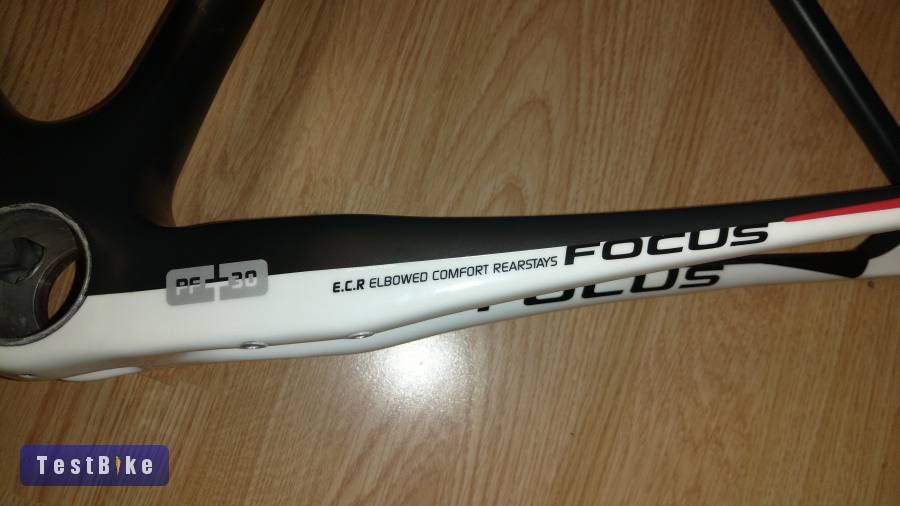 PF 30
E.C.R ELBOWED COMFORT REARSTAYS
FOCUS
FOCUS
TestBike